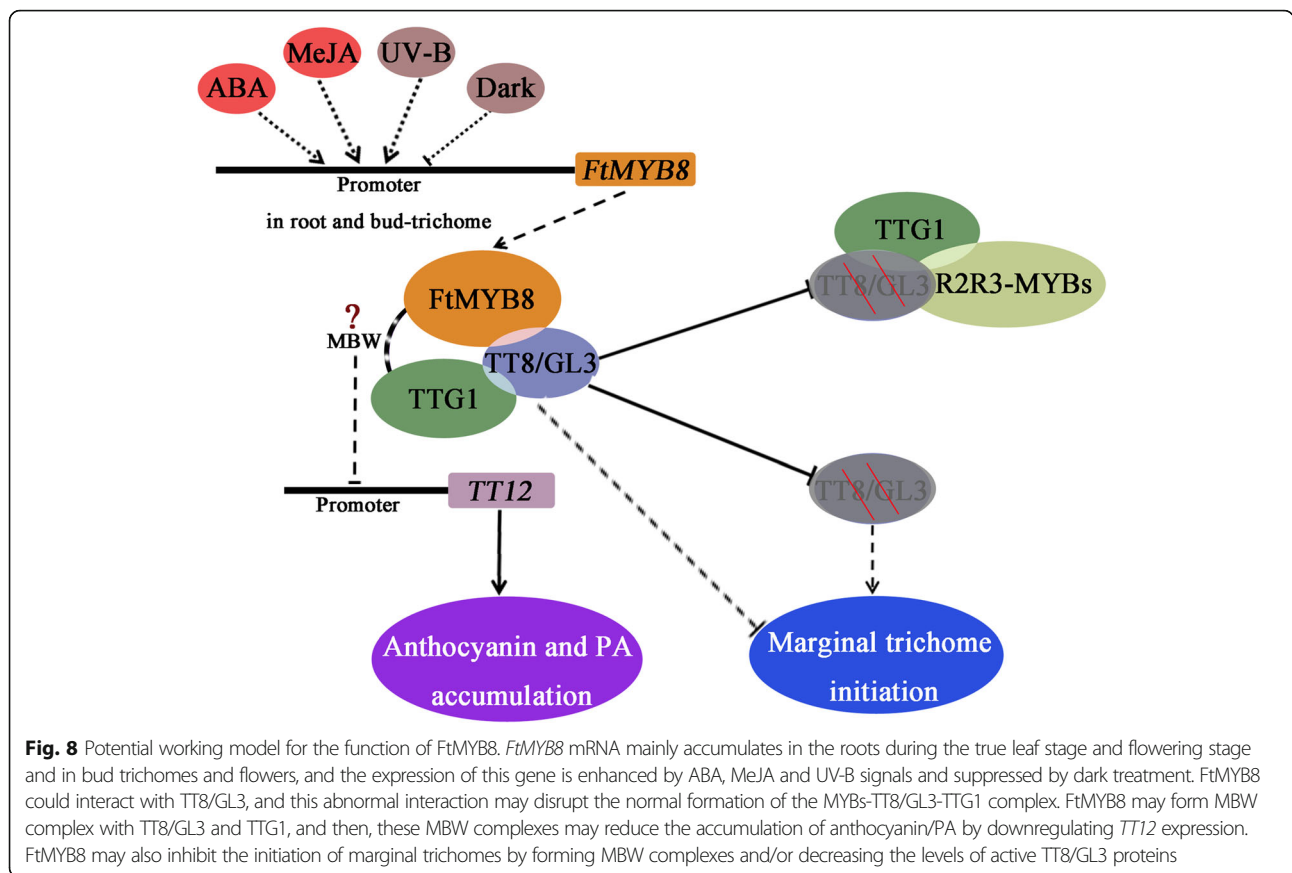 MeJA
UV-B
ABA
Dark
FtMYB8
Promoter
in root and bud-trichome
TTG1
FtMYB8
TT8/GL3
R2R3-MYBs
?
MBW
TT8/GL3
TTG1
TT8/GL3
TT12
Promoter
Anthocyanin and PA
accumulation
Marginal trichome
initiation
Fig. 8 Potential working model for the function of FtMYB8. FtMYB8 mRNA mainly accumulates in the roots during the true leaf stage and flowering stage
and in bud trichomes and flowers, and the expression of this gene is enhanced by ABA, MeJA and UV-B signals and suppressed by dark treatment. FtMYB8
could interact with TT8/GL3, and this abnormal interaction may disrupt the normal formation of the MYBs-TT8/GL3-TTG1 complex. FtMYB8 may form MBW
complex with TT8/GL3 and TTG1, and then, these MBW complexes may reduce the accumulation of anthocyanin/PA by downregulating TT12 expression.
FtMYB8 may also inhibit the initiation of marginal trichomes by forming MBW complexes and/or decreasing the levels of active TT8/GL3 proteins